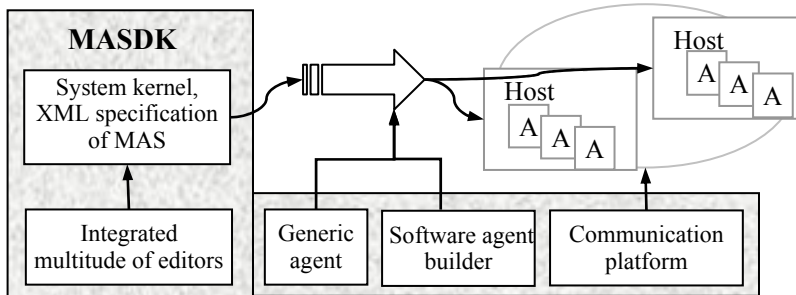 MASDK
System kernel,
XML specification
of MAS
Integrated
multitude of editors
Generic
agent
Software agent
builder
Communication
platform
Host
A
A
A
Host
A
A
A